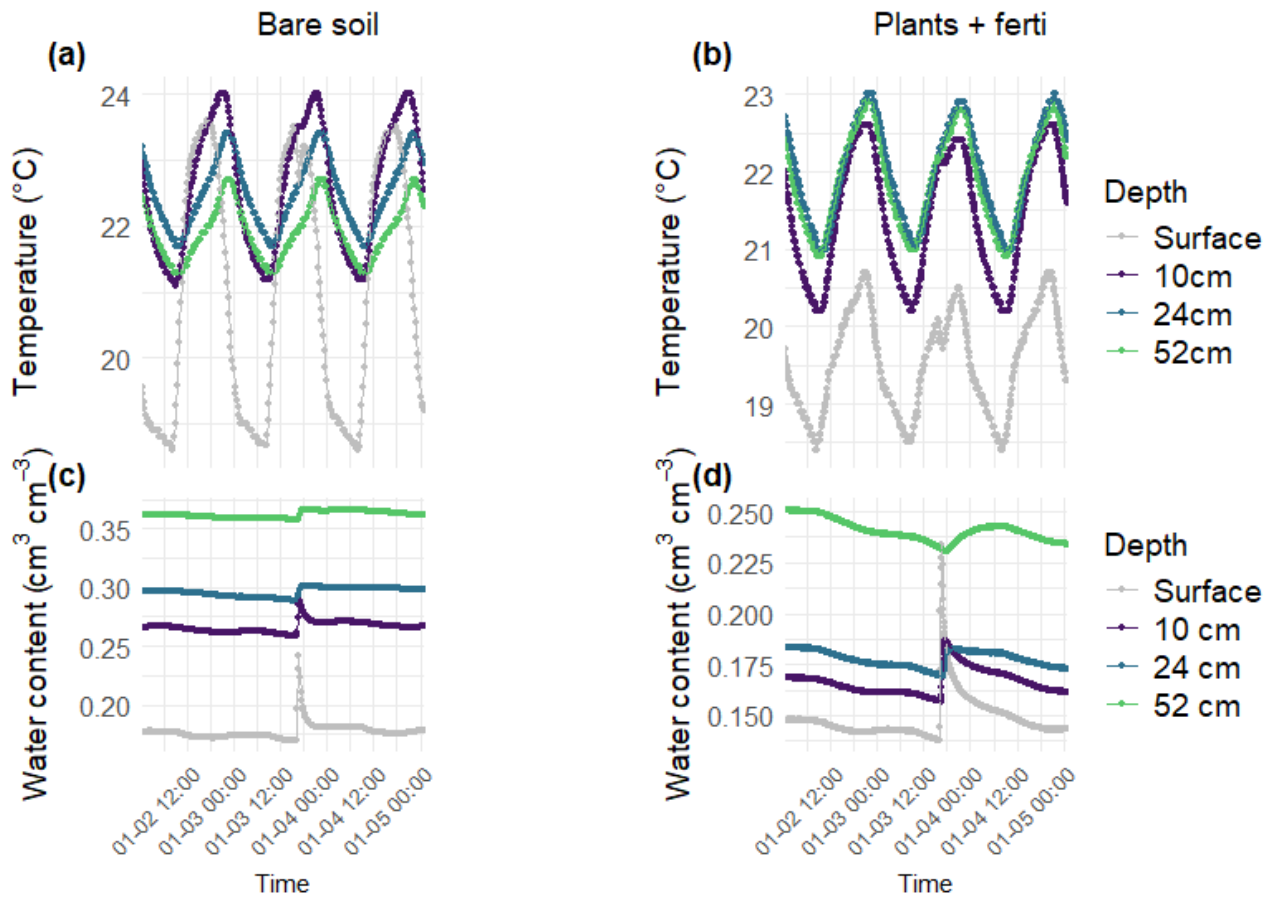 Bare soil
Plants + ferti
(a)
(b)
Temperature (°C)
24
22
20
Temperature (°C)
23
22
21
20
19
Depth
Surface
10cm
24cm
52cm
(c)
(d)
Water content (cm³ cm⁻³)
0.35
0.30
0.25
0.20
Water content (cm³ cm⁻³)
0.250
0.225
0.200
0.175
0.150
Depth
Surface
10 cm
24 cm
52 cm
01-02 12:00
01-03 00:00
01-03 12:00
01-04 00:00
01-04 12:00
01-05 00:00
01-02 12:00
01-03 00:00
01-03 12:00
01-04 00:00
01-04 12:00
01-05 00:00
Time
Time